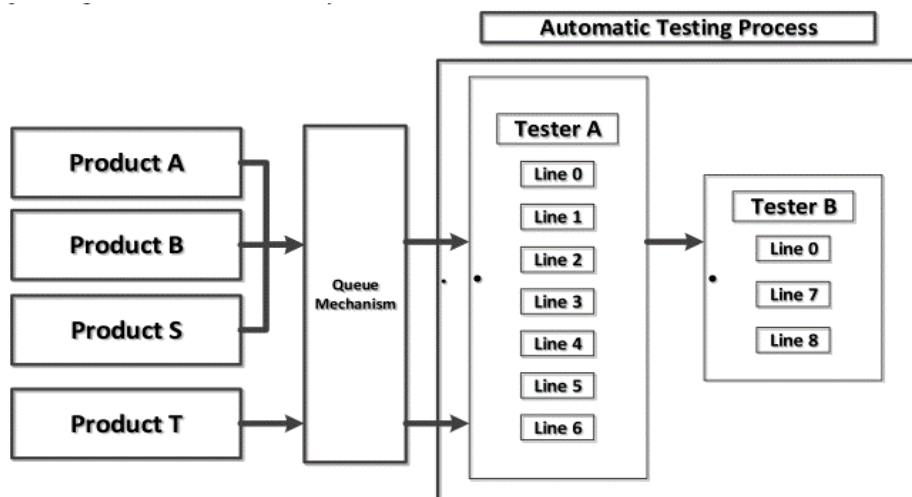 Automatic Testing Process
Product A
Product B
Product S
Product T
Queue
Mechanism
Tester A
Line 0
Line 1
Line 2
Line 3
Line 4
Line 5
Line 6
Tester B
Line 0
Line 7
Line 8